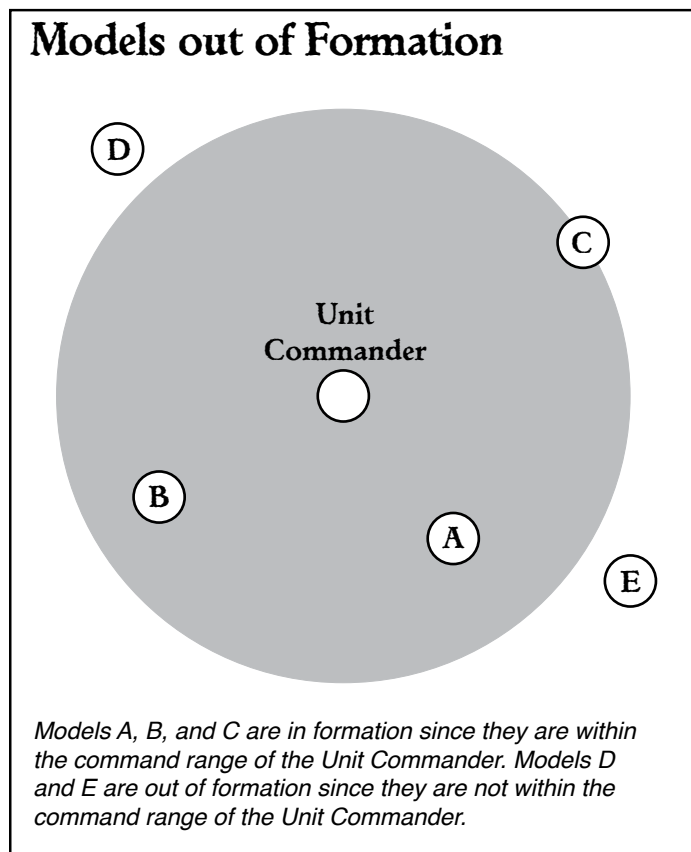 Models out of Formation
D
C
Unit
Commander
B
A
E
Models A, B, and C are in formation since they are within
the command range of the Unit Commander. Models D
and E are out of formation since they are not within the
command range of the Unit Commander.